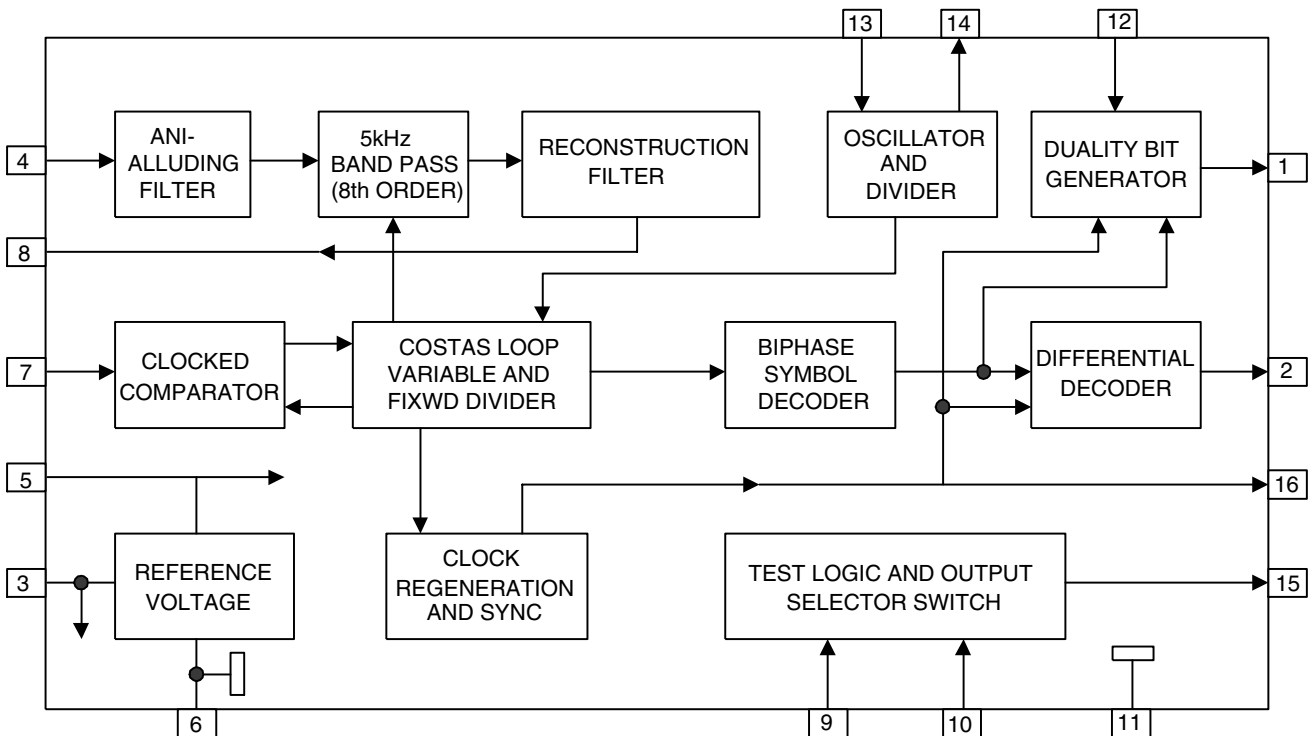 13
14
12
4
ANI-
ALLUDING
FILTER
5kHz
BAND PASS
(8th ORDER)
RECONSTRUCTION
FILTER
OSCILLATOR
AND
DIVIDER
DUALITY BIT
GENERATOR
1
8
7
CLOCKED
COMPARATOR
COSTAS LOOP
VARIABLE AND
FIXWD DIVIDER
BIPHASE
SYMBOL
DECODER
DIFFERENTIAL
DECODER
2
5
16
3
REFERENCE
VOLTAGE
CLOCK
REGENERATION
AND SYNC
TEST LOGIC AND OUTPUT
SELECTOR SWITCH
15
6
9
10
11